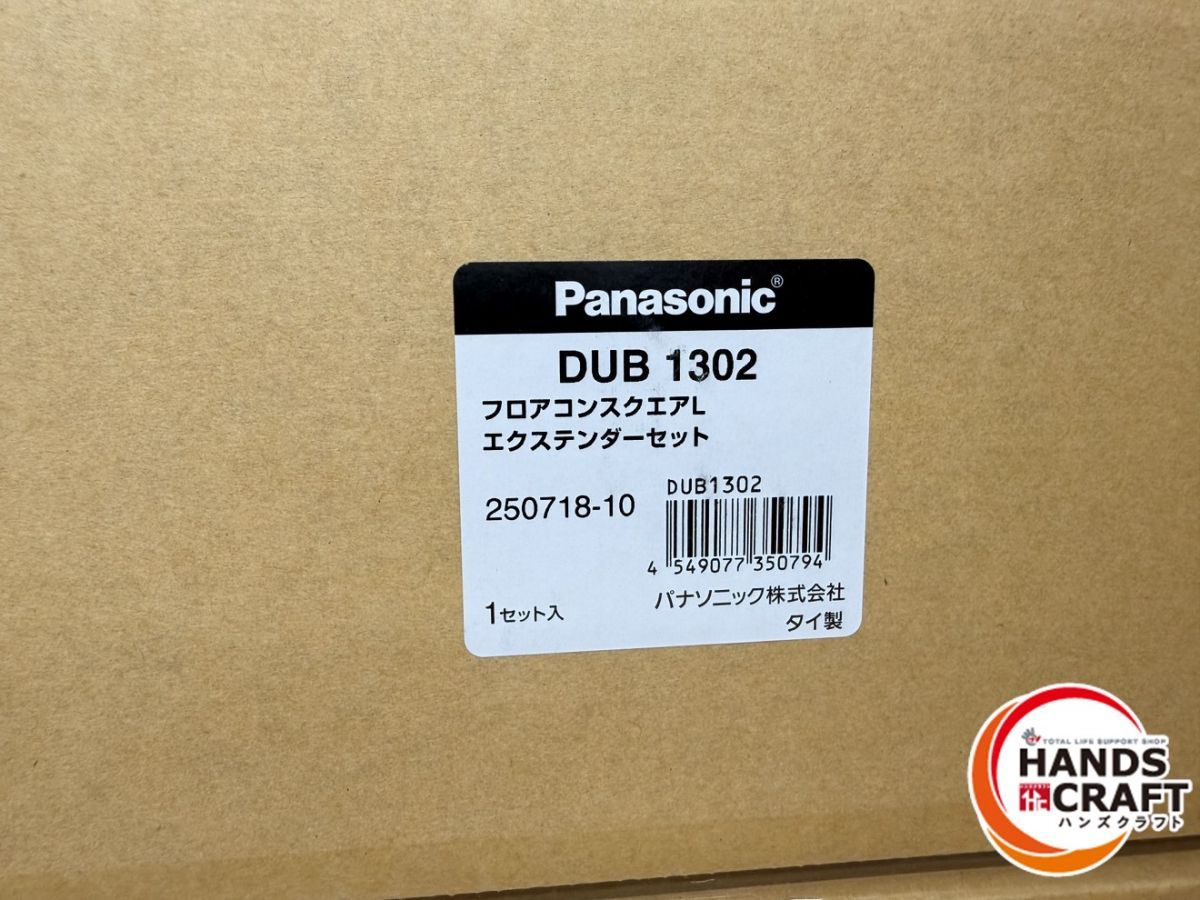 Panasonic®
DUB 1302
フロアコンスクエアL
エクステンダーセット
250718-10
DUB1302
4 549077 350794
1セット入
パナソニック株式会社
タイ製
TOTAL LIFE SUPPORT SHOP
HANDS
CRAFT
ハンズクラフト